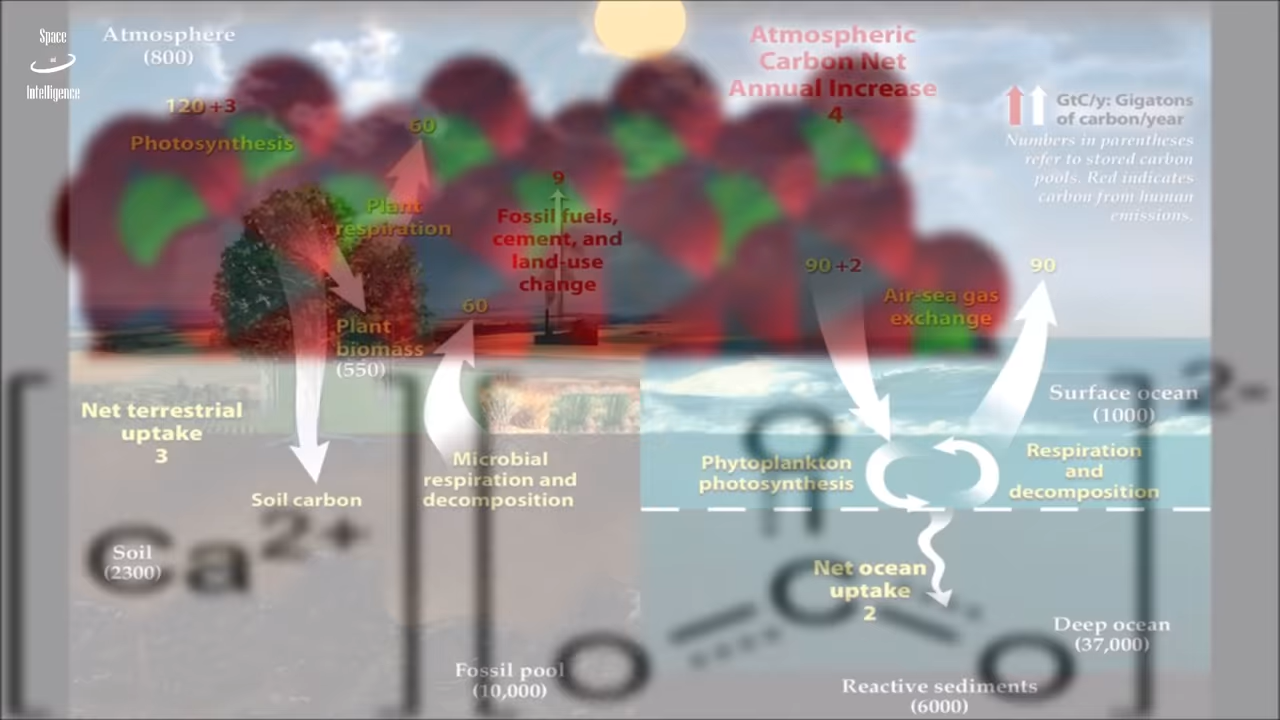 Space
of
Intelligence
Atmosphere
(800)
120+3
Photosynthesis
60
Plant
respiration
9
Fossil fuels,
cement, and
land-use
change
Atmospheric
Carbon Net
Annual Increase
4
GtC/y: Gigatons
of carbon/year
Numbers in parentheses
refer to stored carbon
pools. Red indicates
carbon from human
emissions.
90+2
90
Air-sea gas
exchange
60
Plant
biomass
(550)
Net terrestrial
uptake
3
Soil carbon
Microbial
respiration and
decomposition
Surface ocean
(1000)
Phytoplankton
photosynthesis
Respiration
and
decomposition
Soil
(2300)
Net ocean
uptake
2
Deep ocean
(37,000)
Fossil pool
(10,000)
Reactive sediments
(6000)
Ca2+
O
C
O
O
2-